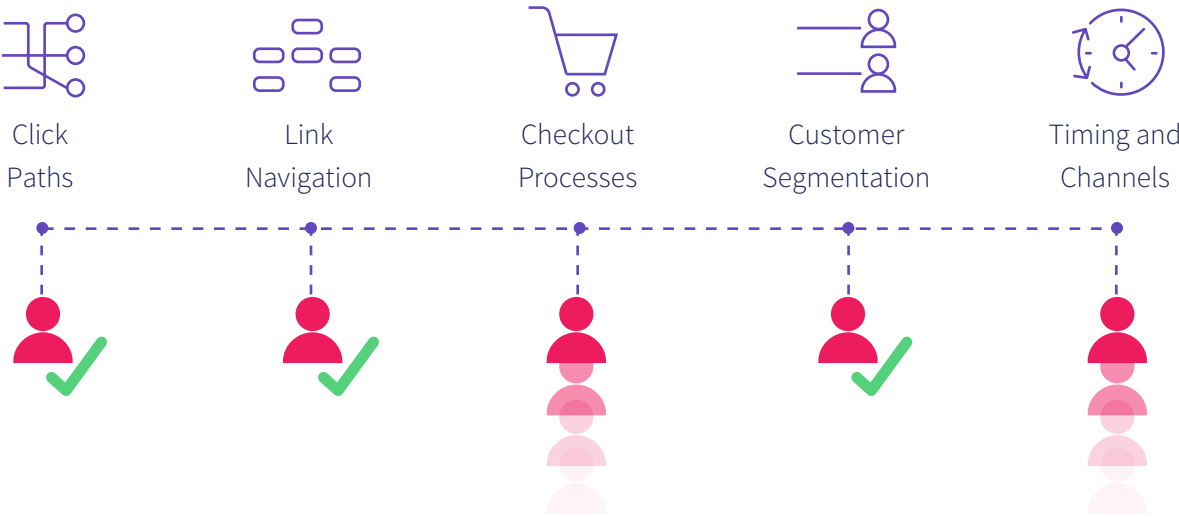 Click
Paths
Link
Navigation
Checkout
Processes
Customer
Segmentation
Timing and
Channels